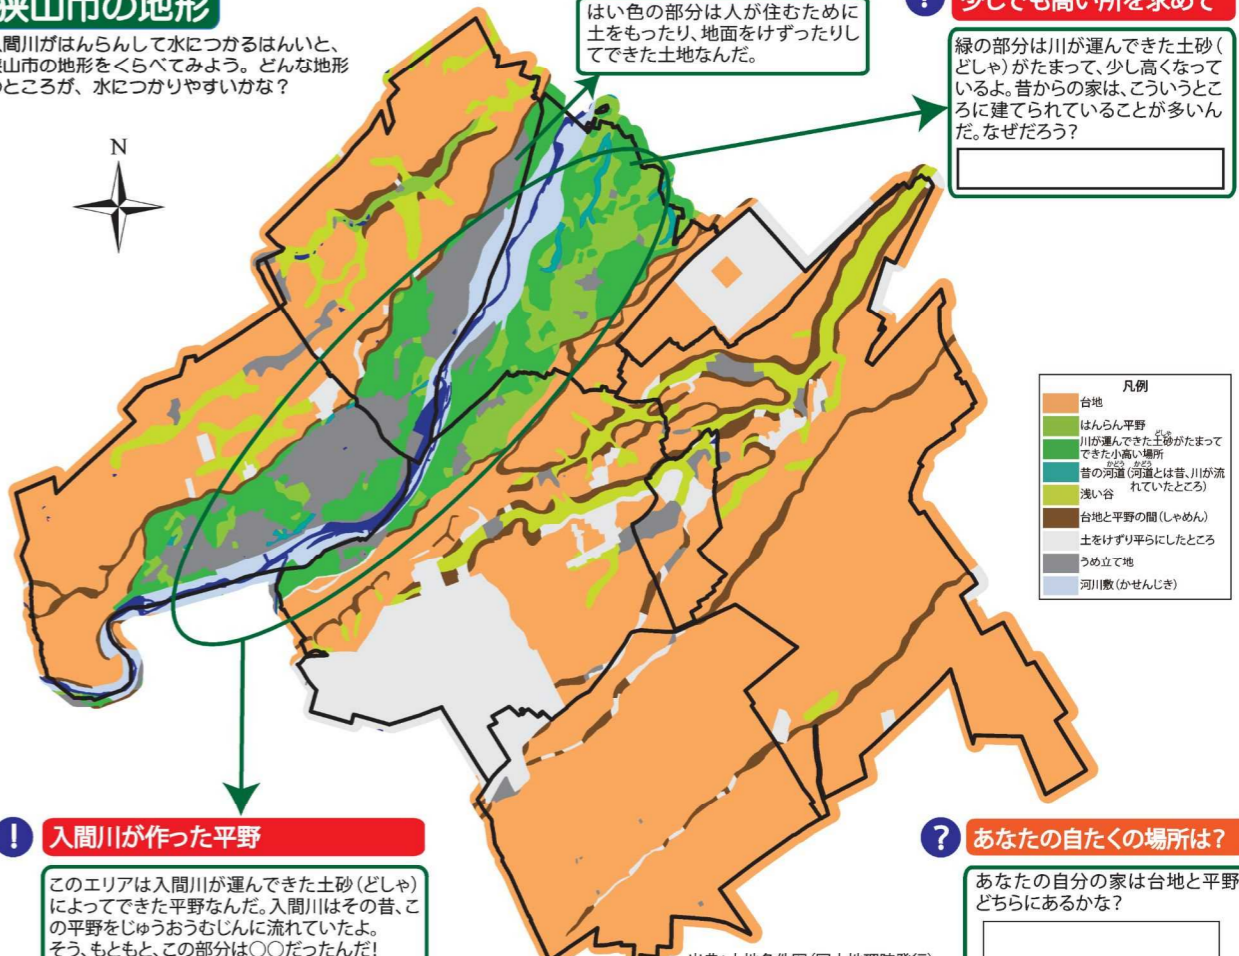 狭山市の地形
入間川がはんらんして水につかるはんいと、
狭山市の地形をくらべてみよう。どんな地形
のところが、水につかりやすいかな？
はい色の部分は人が住むために
土をもったり、地面をけずったりし
てできた土地なんだ。
? 少しでも高い所を求めて
緑の部分は川が運んできた土砂（
どしゃ）がたまって、少し高くなって
いるよ。昔からの家は、こういうとこ
ろに建てられていることが多いん
だ。なぜだろう？
N
凡例
台地
はんらん平野
川が運んできた土砂がたまって
できた小高い場所
昔の河道（河道とは昔、川が流
れていたところ）
浅い谷
台地と平野の間（しゃめん）
土をけずり平らにしたところ
うめ立て地
河川敷（かせんじき）
! 入間川が作った平野
このエリアは入間川が運んできた土砂（どしゃ）
によってできた平野なんだ。入間川はその昔、こ
の平野をじゅうおうむじんに流れていたよ。
そう、もともと、この部分は〇〇だったんだ！
? あなたの自たくの場所は？
あなたの自分の家は台地と平野
どちらにあるかな？